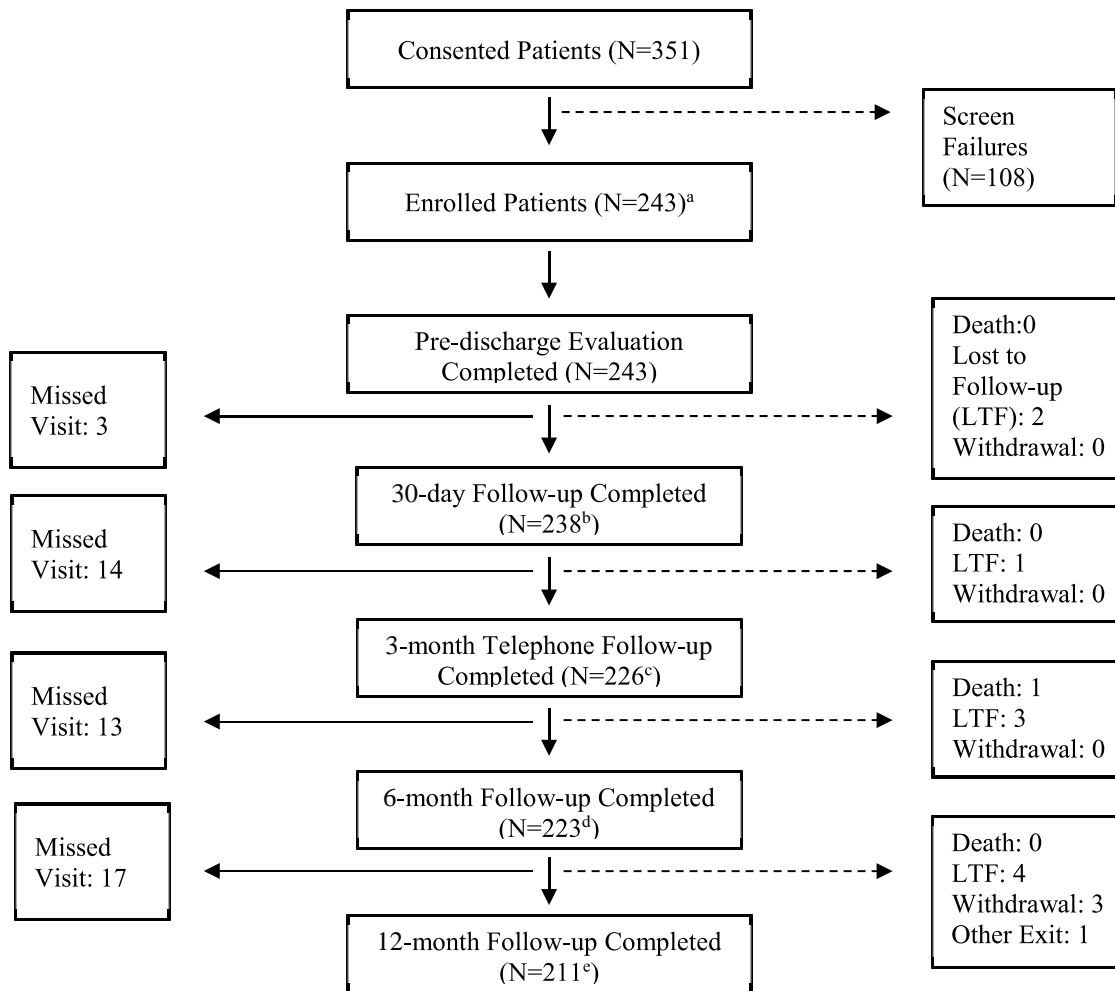 Consented Patients (N=351)
Screen
Failures
(N=108)
Enrolled Patients (N=243)ᵃ
Pre-discharge Evaluation
Completed (N=243)
Death:0
Lost to
Follow-up
(LTF): 2
Withdrawal: 0
Missed
Visit: 3
30-day Follow-up Completed
(N=238ᵇ)
Missed
Visit: 14
Death: 0
LTF: 1
Withdrawal: 0
3-month Telephone Follow-up
Completed (N=226ᶜ)
Missed
Visit: 13
Death: 1
LTF: 3
Withdrawal: 0
6-month Follow-up Completed
(N=223ᵈ)
Missed
Visit: 17
Death: 0
LTF: 4
Withdrawal: 3
Other Exit: 1
12-month Follow-up Completed
(N=211ᵉ)